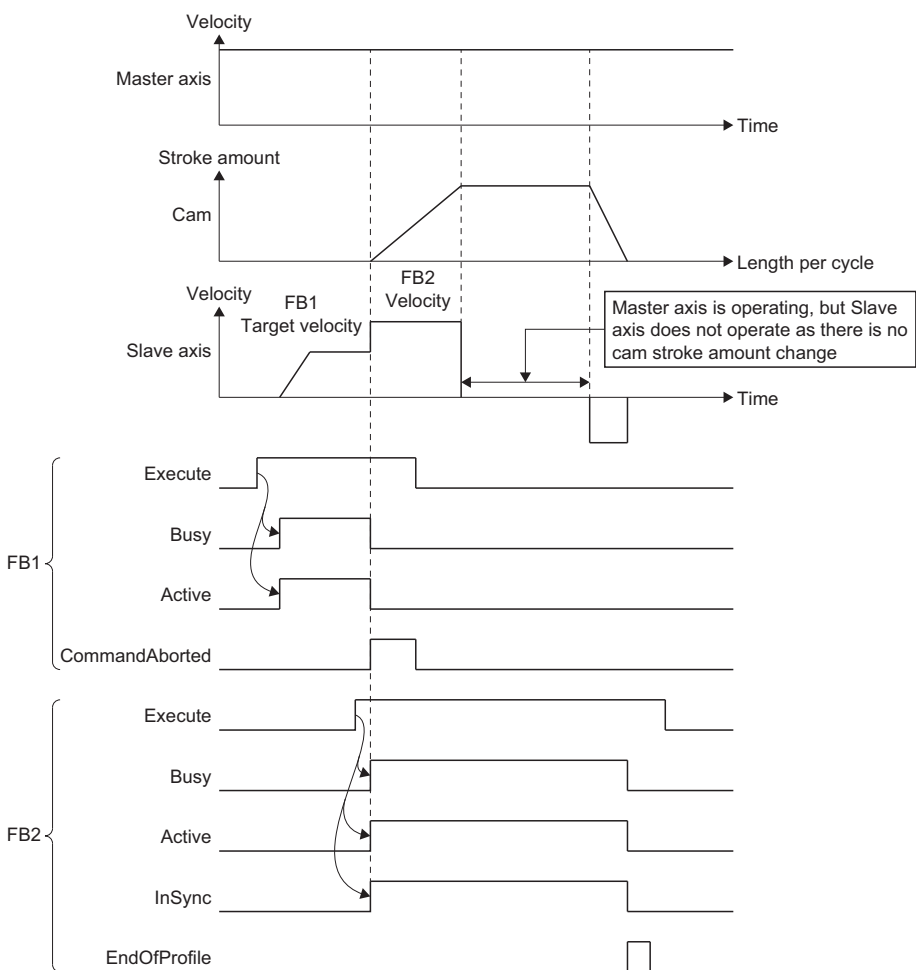 Velocity
Master axis
Time
Stroke amount
Cam
Length per cycle
Velocity
FB1
Target velocity
FB2
Velocity
Master axis is operating, but Slave
axis does not operate as there is no
cam stroke amount change
Slave axis
Time
FB1
Execute
Busy
Active
CommandAborted
FB2
Execute
Busy
Active
InSync
EndOfProfile